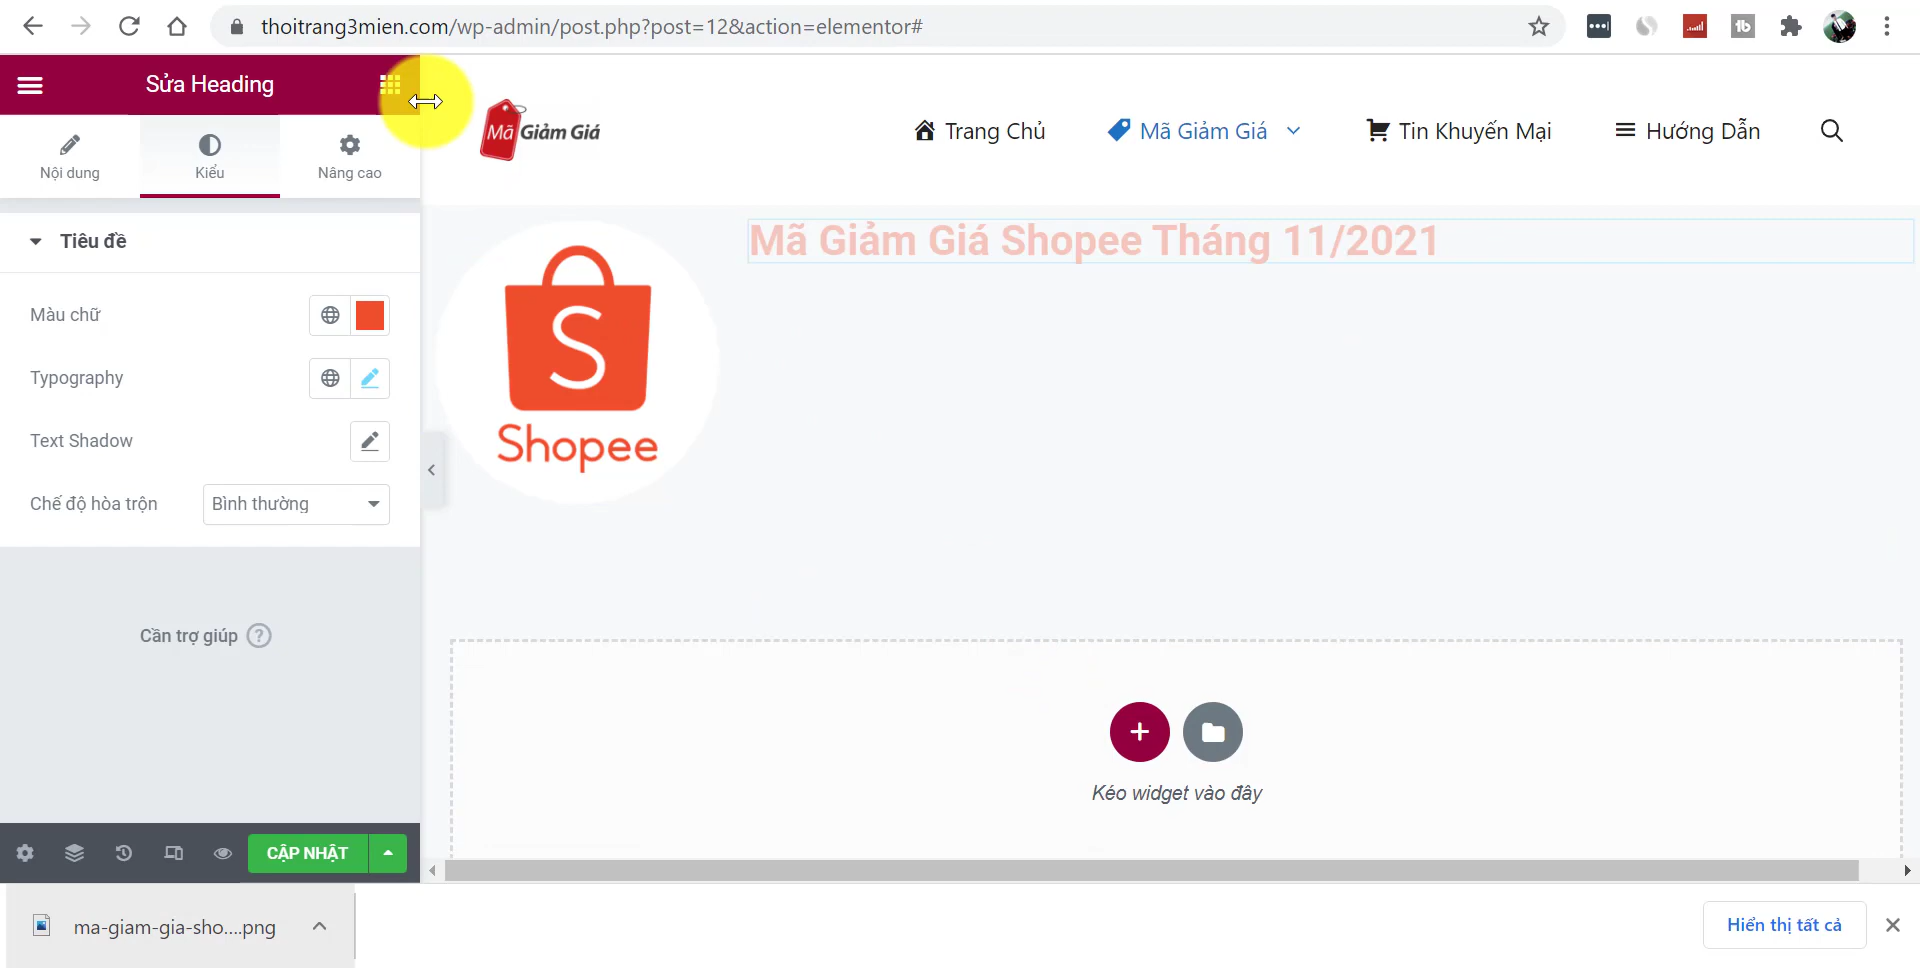 thoitrang3mien.com/wp-admin/post.php?post=12&action=elementor#
Sửa Heading
Nội dung
Kiểu
Nâng cao
Tiêu đề
Màu chữ
Typography
Text Shadow
Chế độ hòa trộn
Bình thường
Cần trợ giúp ?
CẬP NHẬT
Mã Giảm Giá
Trang Chủ
Mã Giảm Giá
Tin Khuyến Mại
Hướng Dẫn
Mã Giảm Giá Shopee Tháng 11/2021
S
Shopee
Kéo widget vào đây
ma-giam-gia-sho....png
Hiển thị tất cả